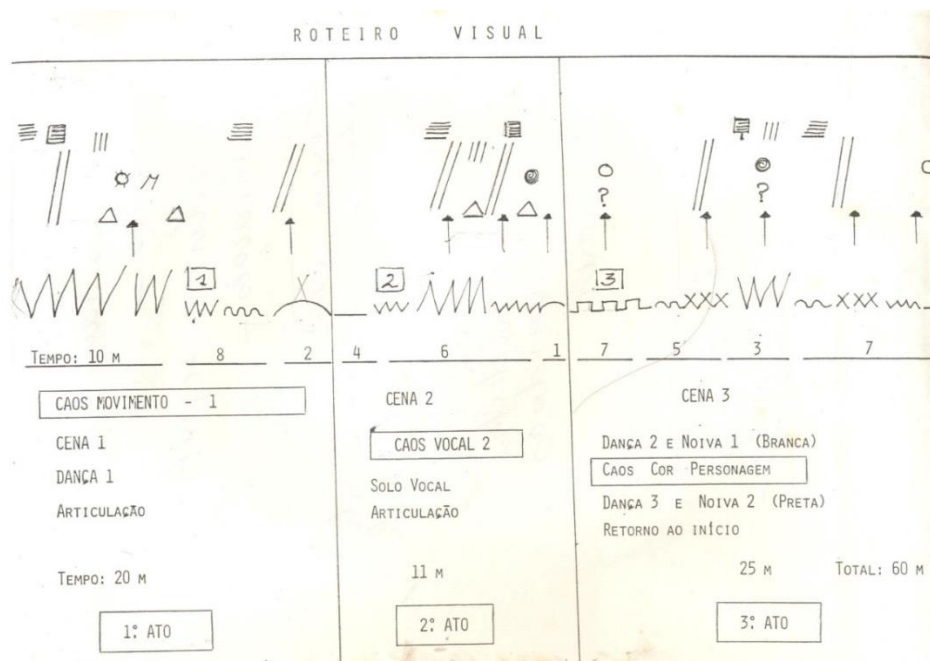 ROTEIRO VISUAL
? ?
1 2 3
TEMPO: 10 M 8 2 4 6 1 7 5 3 7
CAOS MOVIMENTO - 1
CENA 1
DANÇA 1
ARTICULAÇÃO
TEMPO: 20 M
1º ATO
CENA 2
CAOS VOCAL 2
SOLO VOCAL
ARTICULAÇÃO
11 M
2º ATO
CENA 3
DANÇA 2 E NOIVA 1 (BRANCA)
CAOS COR PERSONAGEM
DANÇA 3 E NOIVA 2 (PRETA)
RETORNO AO INÍCIO
25 M TOTAL: 60 M
3º ATO